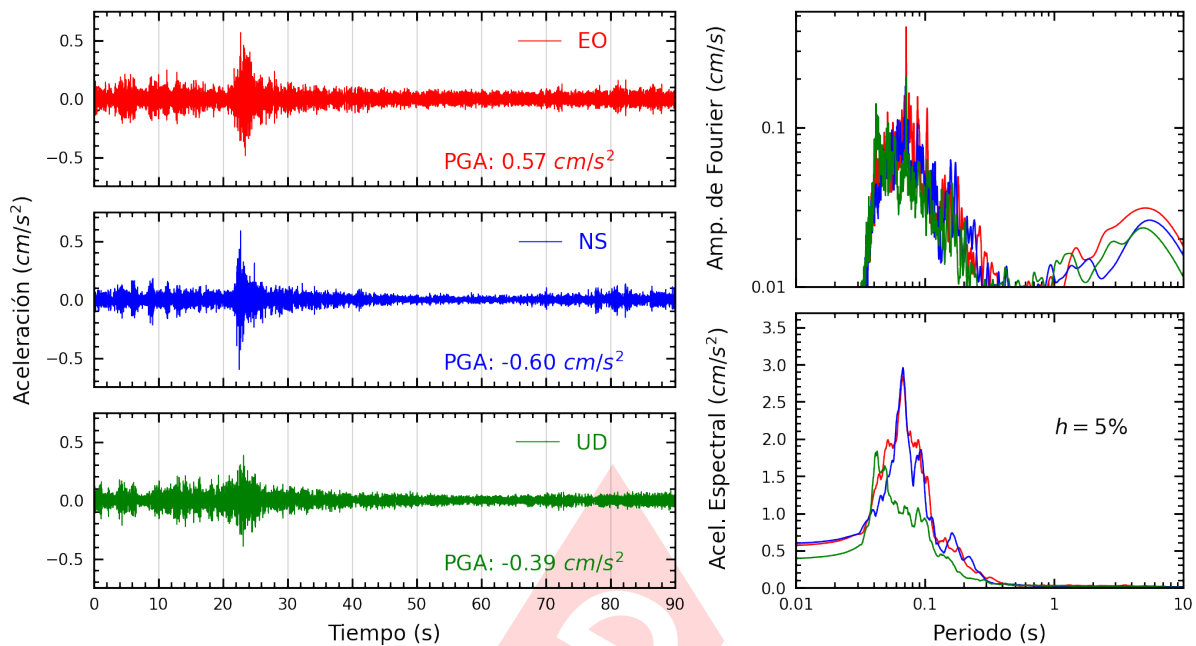 Aceleración (cm/s²)
0.5
0.0
−0.5
EO
PGA: 0.57 cm/s²
0.5
0.0
−0.5
NS
PGA: -0.60 cm/s²
0.5
0.0
−0.5
UD
PGA: -0.39 cm/s²
0 10 20 30 40 50 60 70 80 90
Tiempo (s)
Amp. de Fourier (cm/s)
0.1
0.01
Acel. Espectral (cm/s²)
3.5
3.0
2.5
2.0
1.5
1.0
0.5
0.0
h = 5%
0.01 0.1 1 10
Periodo (s)